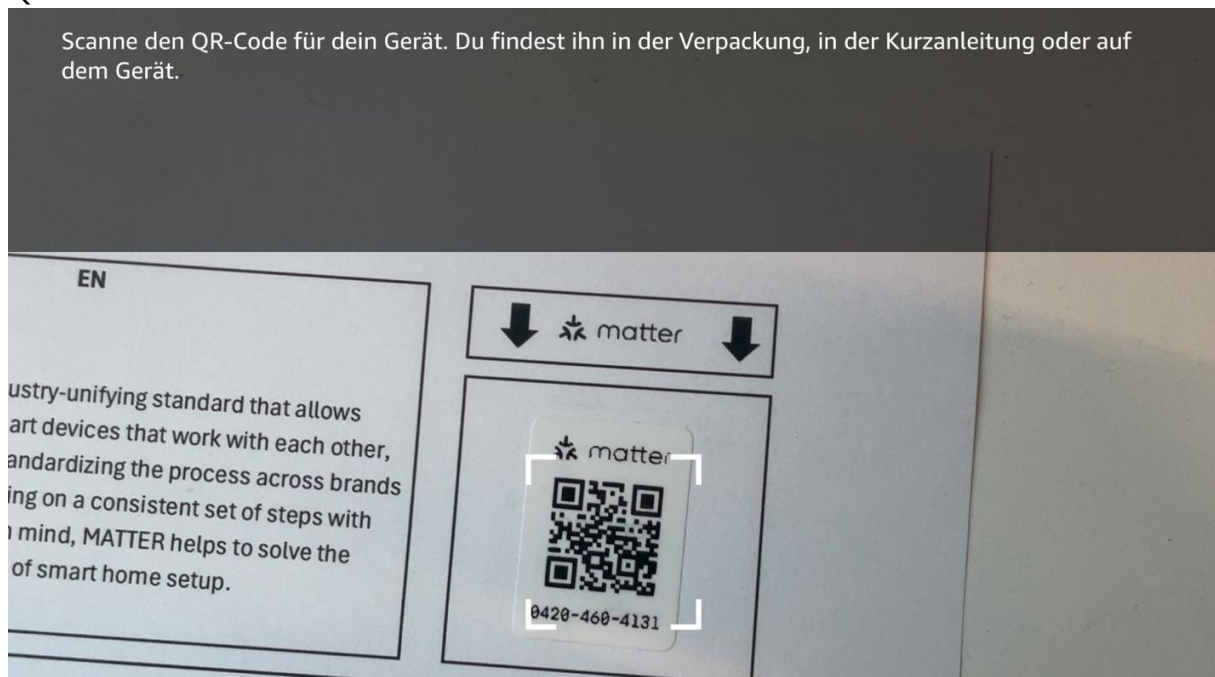 Scanne den QR-Code für dein Gerät. Du findest ihn in der Verpackung, in der Kurzanleitung oder auf
dem Gerät.
EN
ustry-unifying standard that allows
art devices that work with each other,
andardizing the process across brands
ing on a consistent set of steps with
mind, MATTER helps to solve the
of smart home setup.
matter
matter
0420-460-4131